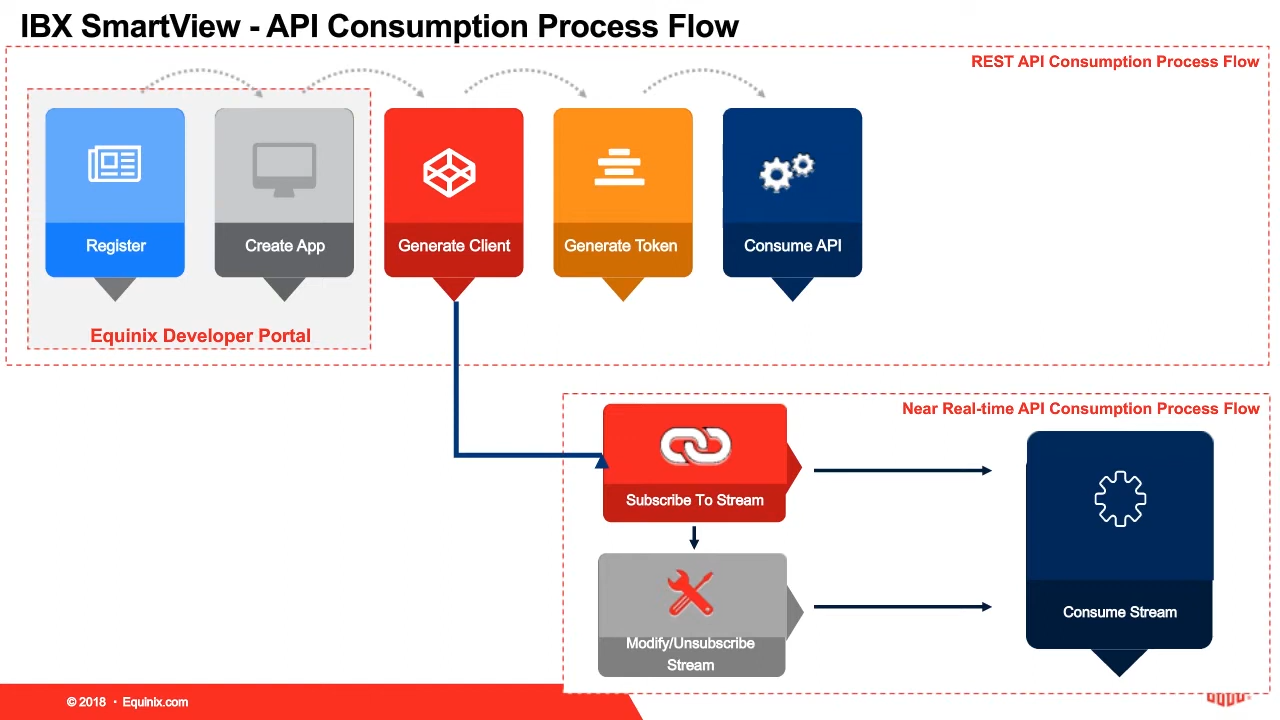 IBX SmartView - API Consumption Process Flow
REST API Consumption Process Flow
Register
Create App
Generate Client
Generate Token
Consume API
Equinix Developer Portal
Near Real-time API Consumption Process Flow
Subscribe To Stream
Modify/Unsubscribe
Stream
Consume Stream
© 2018 • Equinix.com